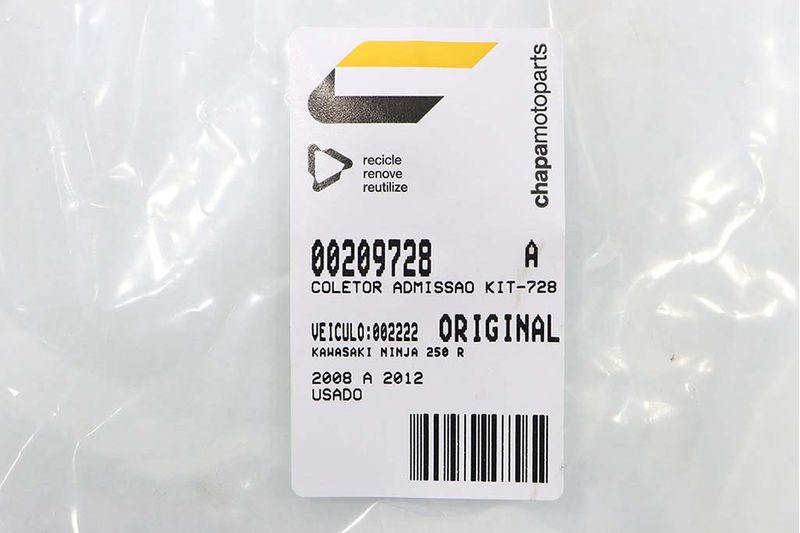 chapamotoparts
recicle
renove
reutilize
00209728 A
COLETOR ADMISSAO KIT-728
VEICULO:002222 ORIGINAL
KAWASAKI NINJA 250 R
2008 A 2012
USADO